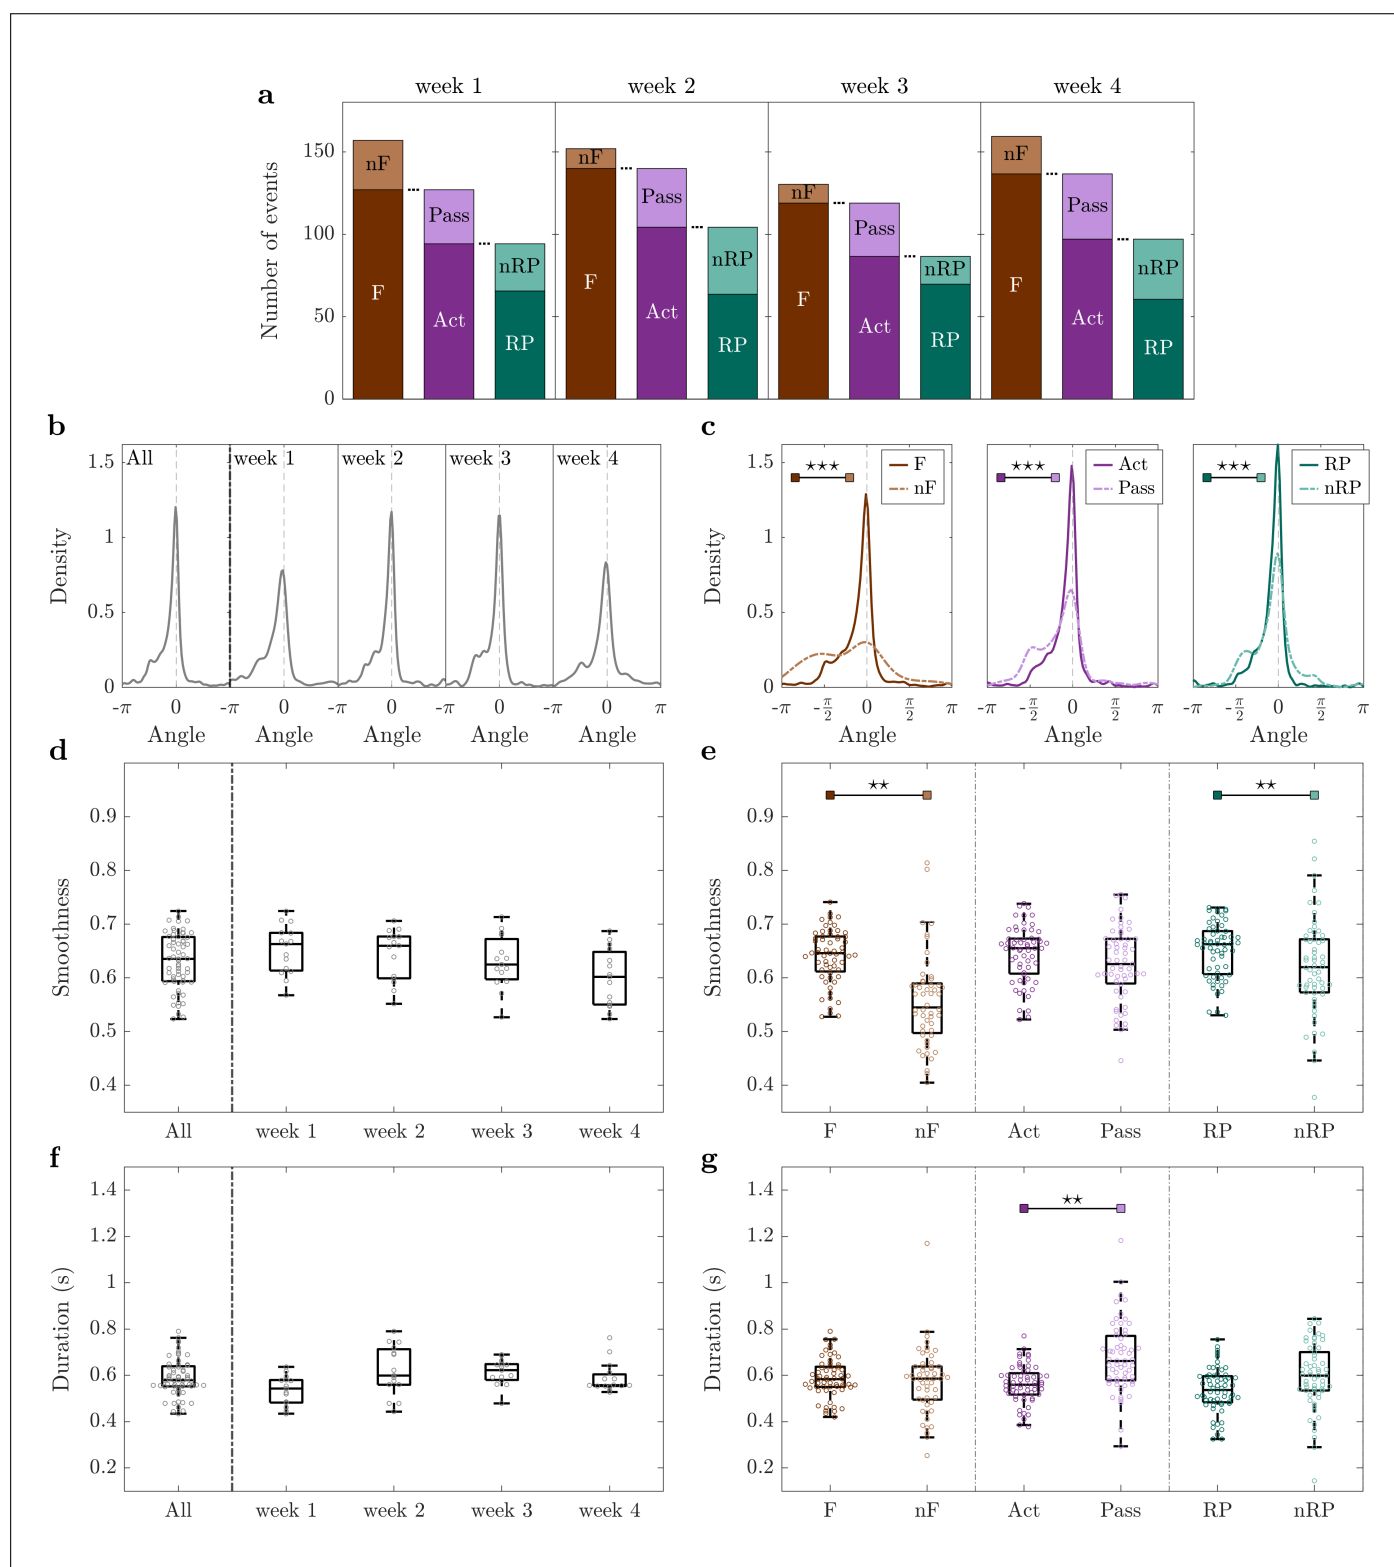 a
week 1 week 2 week 3 week 4
Number of events
150
100
50
0
nF F Pass Act nRP RP
nF F Pass Act nRP RP
nF F Pass Act nRP RP
nF F Pass Act nRP RP
b
All week 1 week 2 week 3 week 4
Density
1.5
1
0.5
0
-π 0 -π 0 -π 0 -π 0 -π 0 π
Angle Angle Angle Angle Angle
c
Density
1.5
1
0.5
0
⋆⋆⋆ F
nF
⋆⋆⋆ Act
Pass
⋆⋆⋆ RP
nRP
-π -π/2 0 π/2 π -π -π/2 0 π/2 π -π -π/2 0 π/2 π
Angle Angle Angle
d
Smoothness
0.9
0.8
0.7
0.6
0.5
0.4
All week 1 week 2 week 3 week 4
e
Smoothness
0.9
0.8
0.7
0.6
0.5
0.4
⋆⋆ ⋆⋆
F nF Act Pass RP nRP
f
Duration (s)
1.4
1.2
1
0.8
0.6
0.4
0.2
All week 1 week 2 week 3 week 4
g
Duration (s)
1.4
1.2
1
0.8
0.6
0.4
0.2
⋆⋆
F nF Act Pass RP nRP